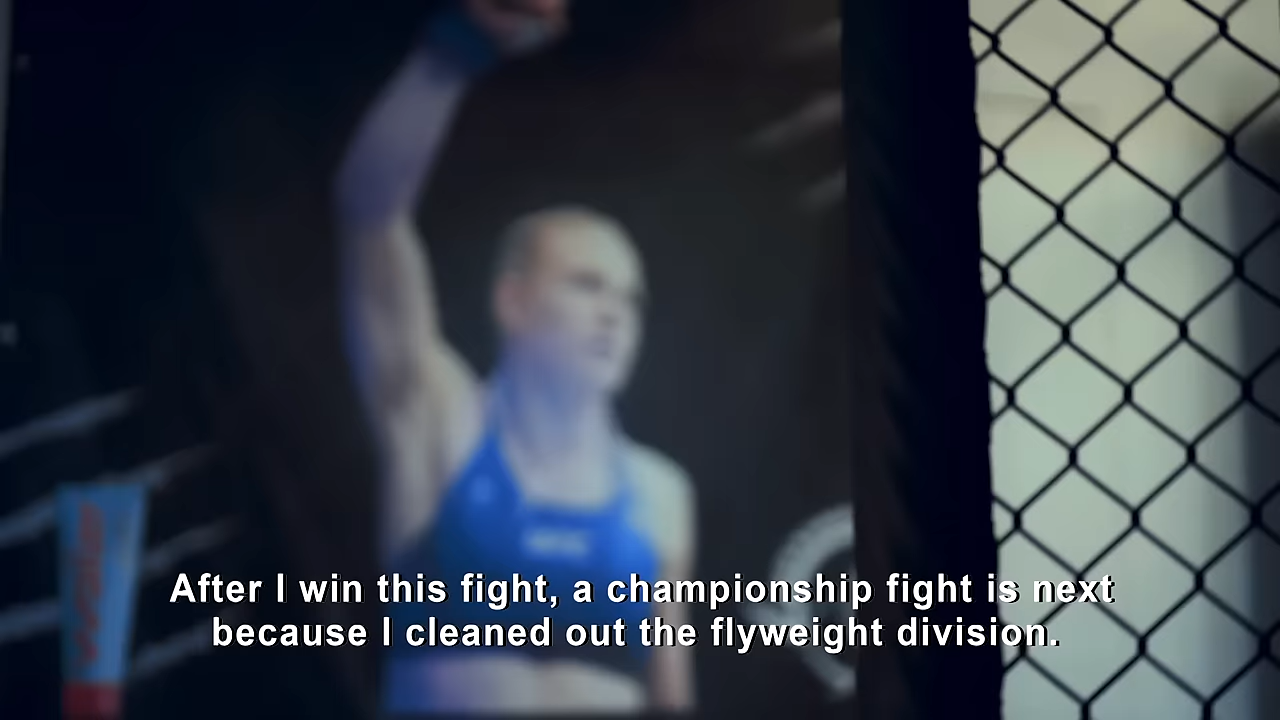 After I win this fight, a championship fight is next
because I cleaned out the flyweight division.